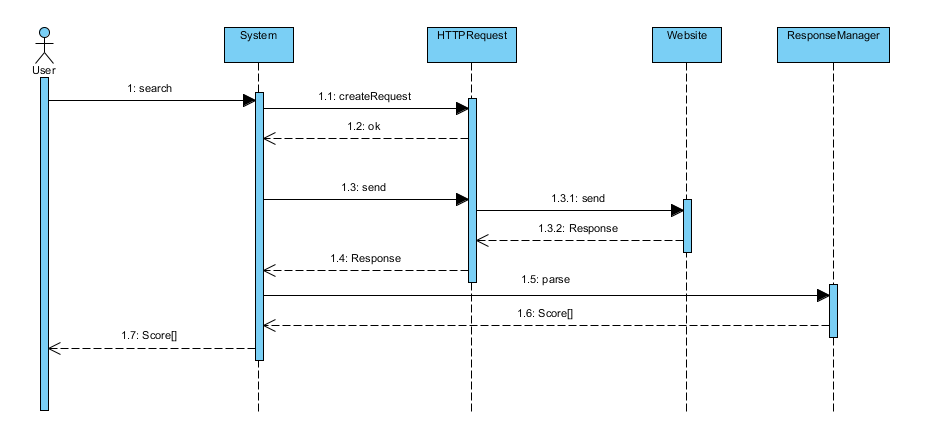 System
HTTPRequest
Website
ResponseManager
User
1: search
1.1: createRequest
1.2: ok
1.3: send
1.3.1: send
1.3.2: Response
1.4: Response
1.5: parse
1.6: Score[]
1.7: Score[]